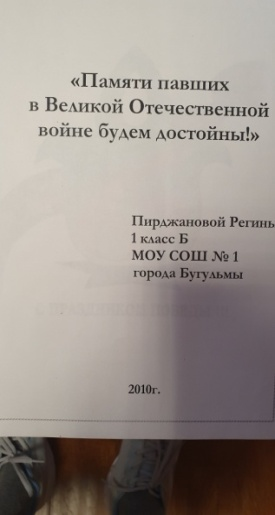 «Памяти павших
в Великой Отечественной
войне будем достойны!»
Пирджановой Регины
1 класс Б
МОУ СОШ № 1
города Бугульмы
2010г.